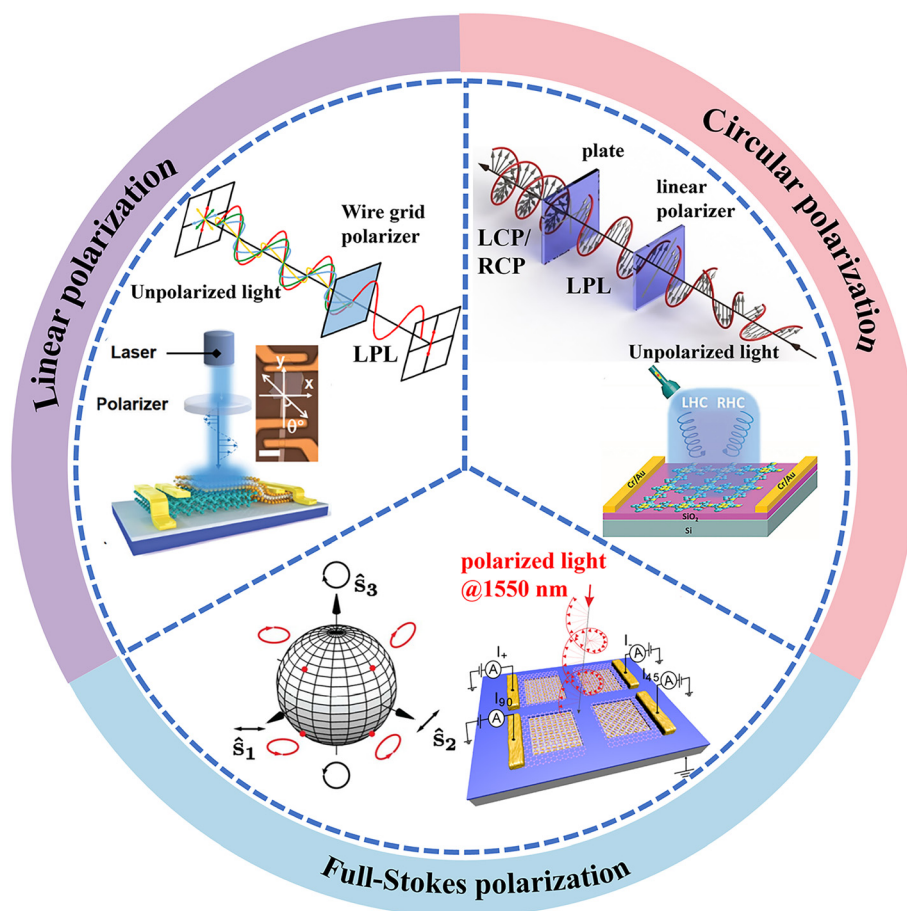 Linear polarization
Wire grid
polarizer
Unpolarized light
LPL
Laser
Polarizer
y
x
θ°
Circular polarization
plate
linear
polarizer
LCP/
RCP
LPL
Unpolarized light
LHC RHC
Cr/Au
Cr/Au
SiO₂
Si
ŝ₃
ŝ₁
ŝ₂
polarized light
@1550 nm
I₊
A
I₉₀
A
A
I₄₅
A
Full-Stokes polarization